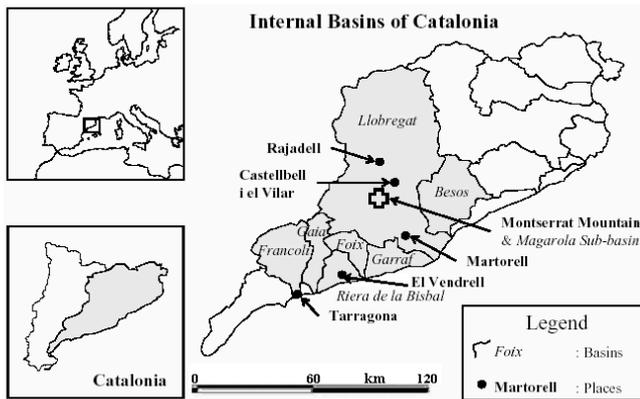 Internal Basins of Catalonia
Llobregat
Rajadell
Castellbell
i el Vilar
Besos
Montserrat Mountain
& Magarola Sub-basin
Gaia
Francoli
Foix
Garraf
Martorell
El Vendrell
Riera de la Bisbal
Tarragona
Catalonia
0 60 km 120
Legend
Foix : Basins
Martorell : Places